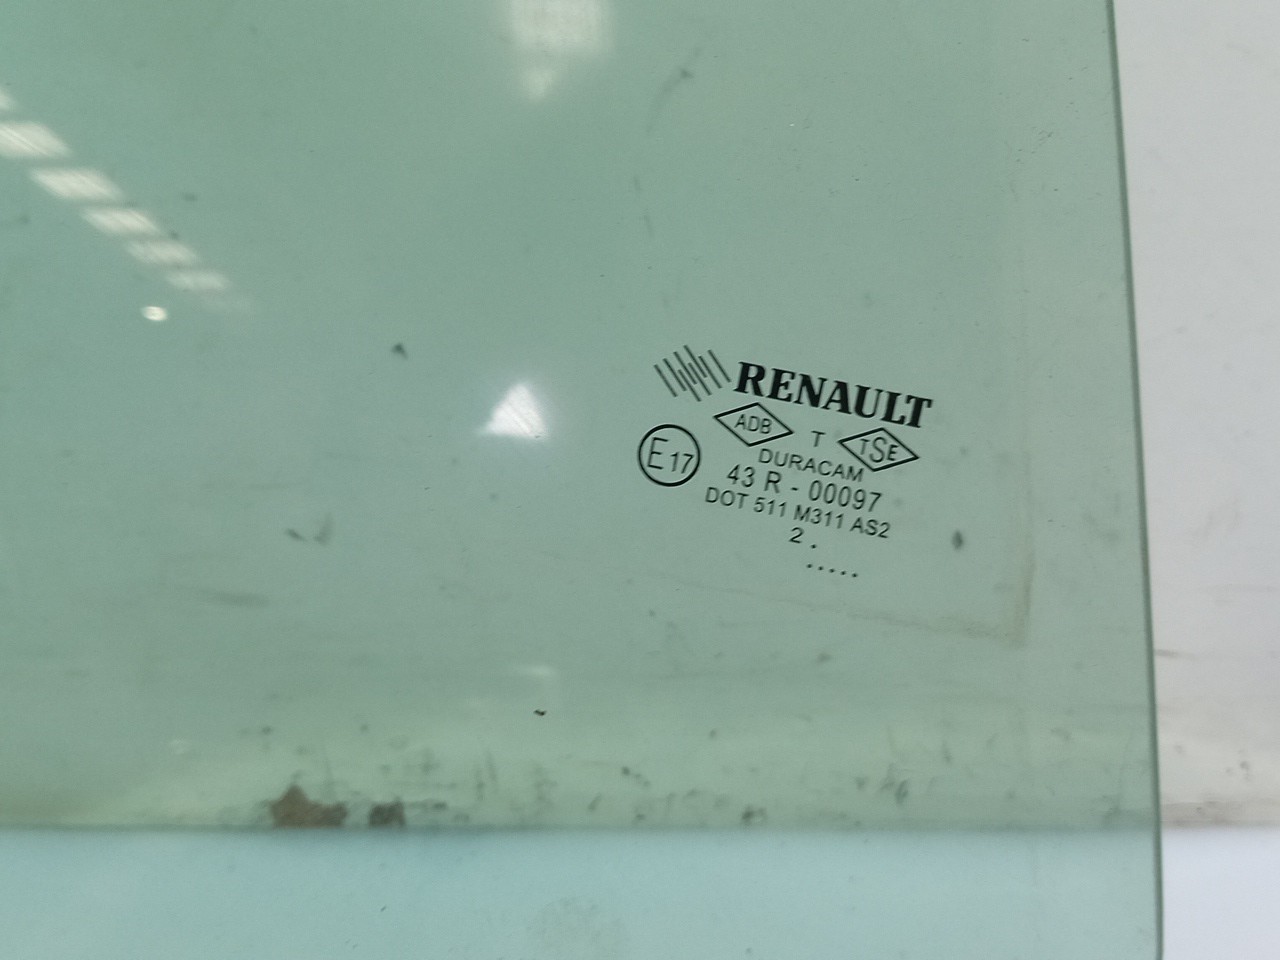 RENAULT
ADB T TSE
E17 DURACAM
43 R - 00097
DOT 511 M311 AS2
2 .
.....